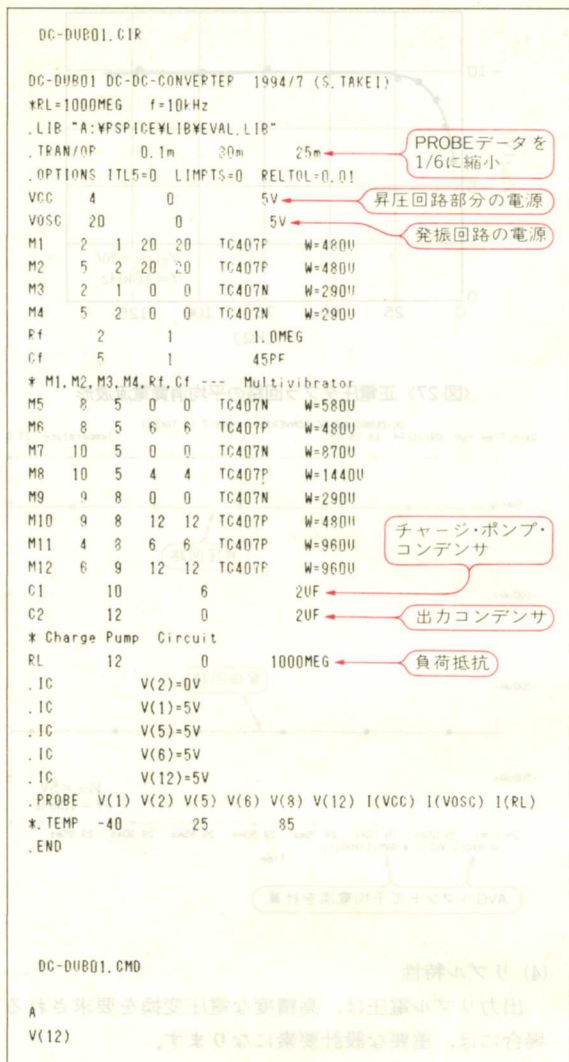 DC-DUB01.CIR
DC-DUB01 DC-DC-CONVERTER 1994/7 (S.TAKEI)
*RL=1000MEG f=10kHz
.LIB "A:¥PSPICE¥LIB¥EVAL.LIB"
.TRAN/OP 0.1m 30m 25m
PROBEデータを
1/6に縮小
.OPTIONS ITL5=0 LIMPTS=0 RELTOL=0.01
VCC 4 0 5V
昇圧回路部分の電源
VOSC 20 0 5V
発振回路の電源
M1 2 1 20 20 TC407P W=480U
M2 5 2 20 20 TC407P W=480U
M3 2 1 0 0 TC407N W=290U
M4 5 2 0 0 TC407N W=290U
Rf 2 1 1.0MEG
Cf 5 1 45PF
* M1,M2,M3,M4,Rf,Cf --- Multivibrator
M5 8 5 0 0 TC407N W=580U
M6 8 5 6 6 TC407P W=480U
M7 10 5 0 0 TC407N W=870U
M8 10 5 4 4 TC407P W=1440U
M9 9 8 0 0 TC407N W=290U
M10 9 8 12 12 TC407P W=480U
M11 4 8 6 6 TC407P W=960U
M12 6 9 12 12 TC407P W=960U
チャージ・ポンプ・
コンデンサ
C1 10 6 2UF
C2 12 0 2UF
出力コンデンサ
* Charge Pump Circuit
RL 12 0 1000MEG
負荷抵抗
.IC V(2)=0V
.IC V(1)=5V
.IC V(5)=5V
.IC V(6)=5V
.IC V(12)=5V
.PROBE V(1) V(2) V(5) V(6) V(8) V(12) I(VCC) I(VOSC) I(RL)
*.TEMP -40 25 85
.END
DC-DUB01.CMD
A
V(12)